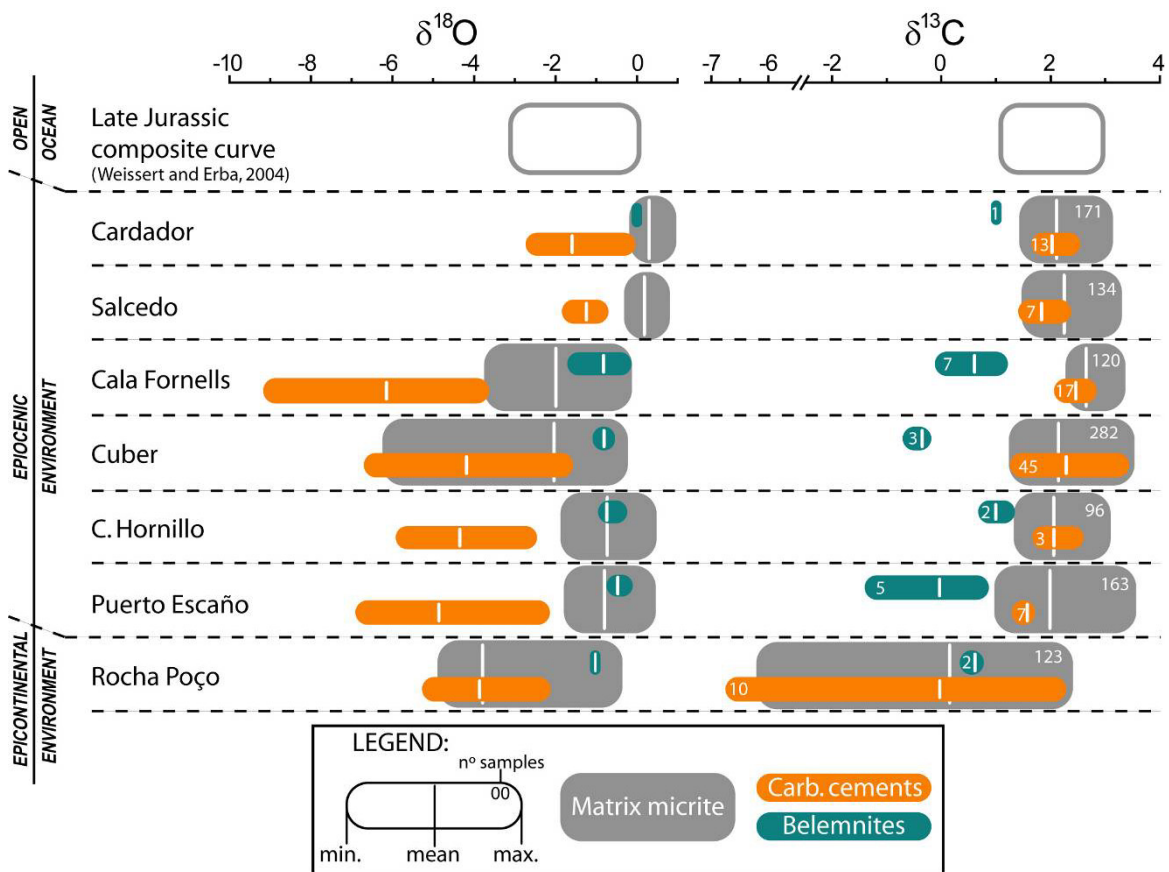 δ18O
δ13C
-10 -8 -6 -4 -2 0
-7 -6 -2 0 2 4
OPEN
OCEAN
Late Jurassic
composite curve
(Weissert and Erba, 2004)
EPIOCENIC
ENVIRONMENT
Cardador
1 171
13
Salcedo
134
7
Cala Fornells
7 120
17
Cuber
3 282
45
C. Hornillo
2 96
3
Puerto Escaño
5 163
7
EPICONTINENTAL
ENVIRONMENT
Rocha Poço
2 123
10
LEGEND:
nº samples
00
min. mean max.
Matrix micrite
Carb. cements
Belemnites